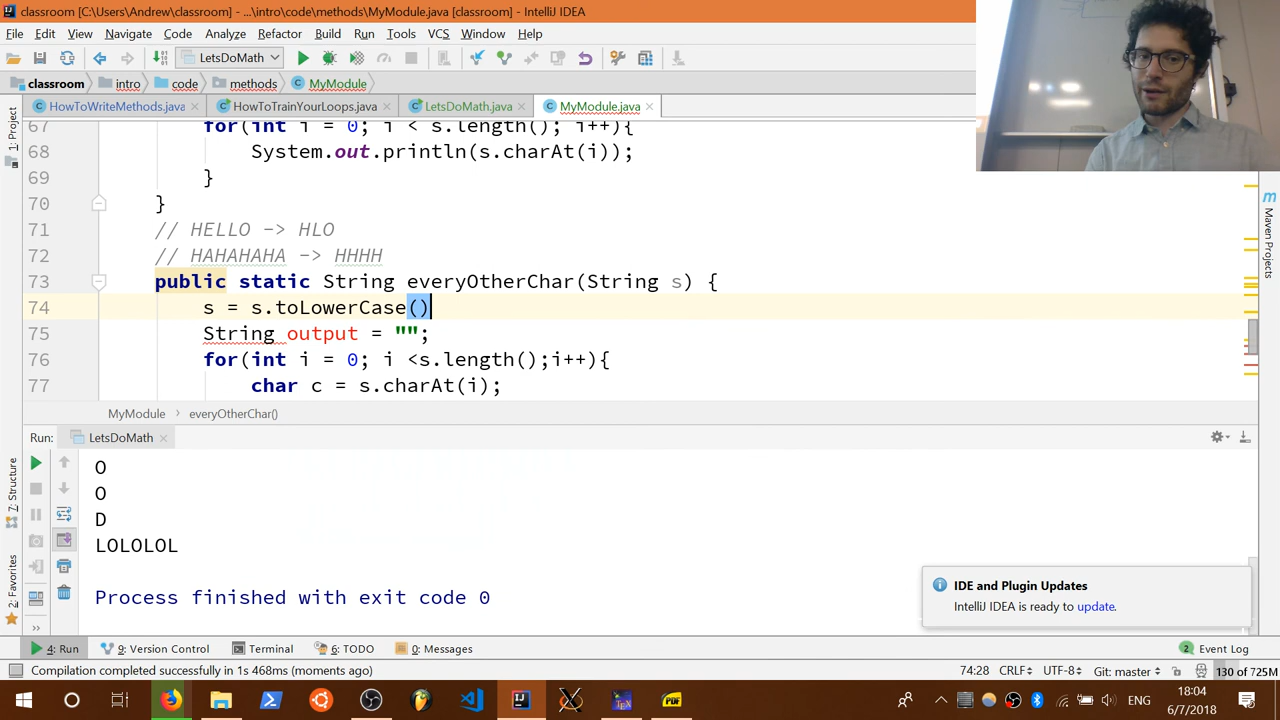 classroom [C:\Users\Andrew\classroom] - ...\intro\code\methods\MyModule.java [classroom] - IntelliJ IDEA
File Edit View Navigate Code Analyze Refactor Build Run Tools VCS Window Help
LetsDoMath
classroom intro code methods MyModule
HowToWriteMethods.java HowToTrainYourLoops.java LetsDoMath.java MyModule.java
1: Project
Maven Projects
67 for(int i = 0; i < s.length(); i++){
68 System.out.println(s.charAt(i));
69 }
70 }
71 // HELLO -> HLO
72 // HAHAHAHA -> HHHH
73 public static String everyOtherChar(String s) {
74 s = s.toLowerCase()
75 String output = "";
76 for(int i = 0; i <s.length();i++){
77 char c = s.charAt(i);
MyModule everyOtherChar()
Run: LetsDoMath
7: Structure
2: Favorites
O
O
D
LOLOLOL
Process finished with exit code 0
IDE and Plugin Updates
IntelliJ IDEA is ready to update.
4: Run 9: Version Control Terminal 6: TODO 0: Messages 2 Event Log
Compilation completed successfully in 1s 468ms (moments ago) 74:28 CRLF UTF-8 Git: master 130 of 725M
ENG 18:04
6/7/2018